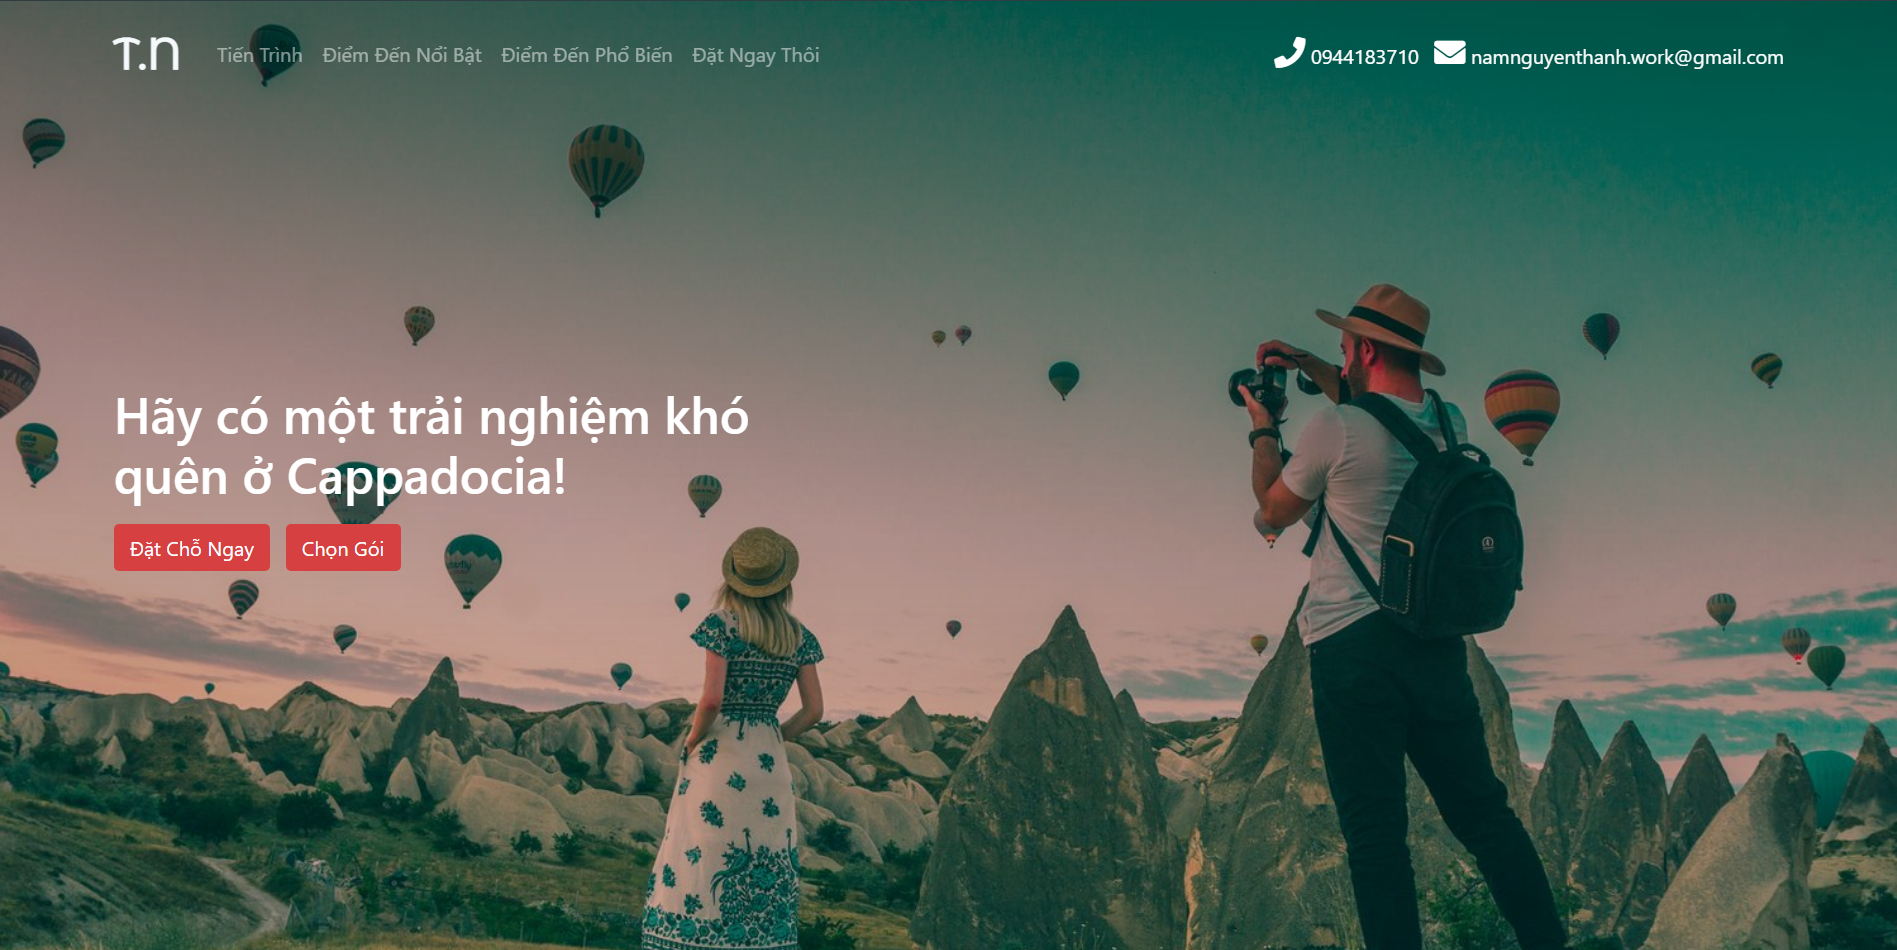 T.n
Tiến Trình Điểm Đến Nổi Bật Điểm Đến Phổ Biến Đặt Ngay Thôi
0944183710 namnguyenthanh.work@gmail.com
Hãy có một trải nghiệm khó
quên ở Cappadocia!
Đặt Chỗ Ngay Chọn Gói